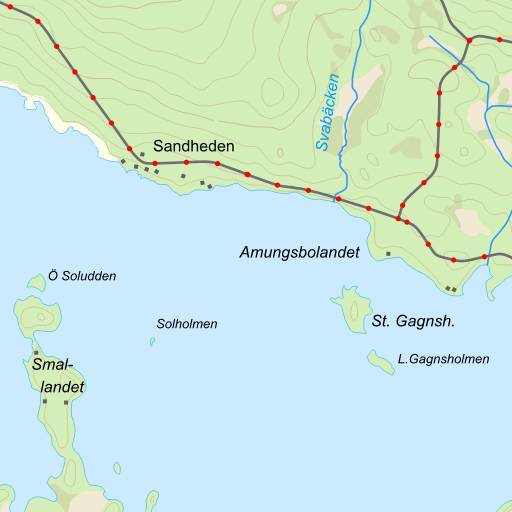 Svabäcken
Sandheden
Amungsbolandet
Ö Soludden
Solholmen
St. Gagnsh.
L.Gagnsholmen
Smal-
landet